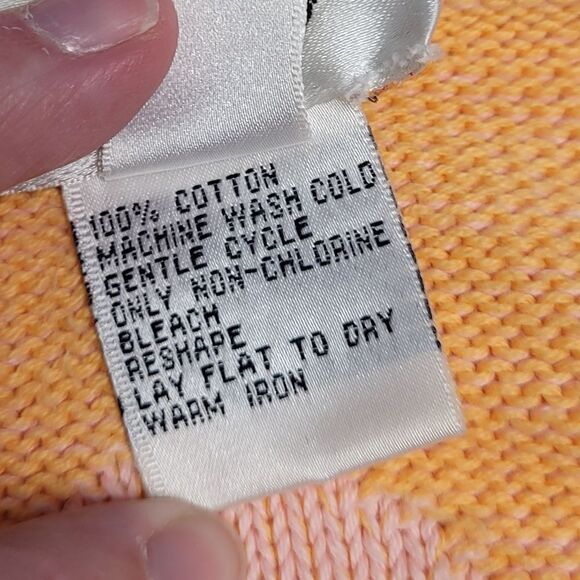 100% COTTON
MACHINE WASH COLD
GENTLE CYCLE
ONLY NON-CHLORINE
BLEACH
RESHAPE
LAY FLAT TO DRY
WARM IRON